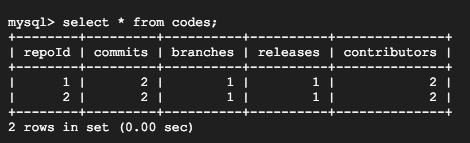 mysql> select * from codes;
+--------+---------+----------+----------+--------------+
| repoId | commits | branches | releases | contributors |
+--------+---------+----------+----------+--------------+
|      1 |       2 |        1 |        1 |            2 |
|      2 |       2 |        1 |        1 |            2 |
+--------+---------+----------+----------+--------------+
2 rows in set (0.00 sec)